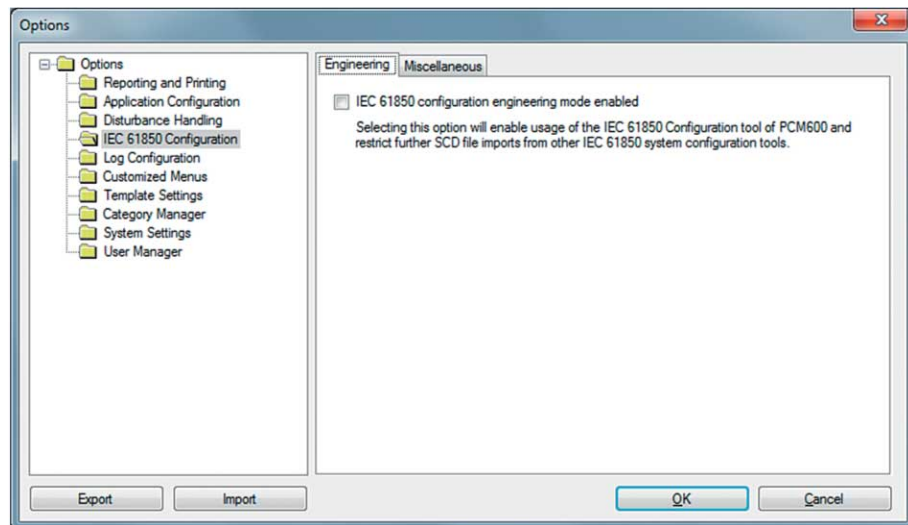 Options
Options
Reporting and Printing
Application Configuration
Disturbance Handling
IEC 61850 Configuration
Log Configuration
Customized Menus
Template Settings
Category Manager
System Settings
User Manager
Engineering
Miscellaneous
IEC 61850 configuration engineering mode enabled
Selecting this option will enable usage of the IEC 61850 Configuration tool of PCM600 and
restrict further SCD file imports from other IEC 61850 system configuration tools.
Export
Import
OK
Cancel